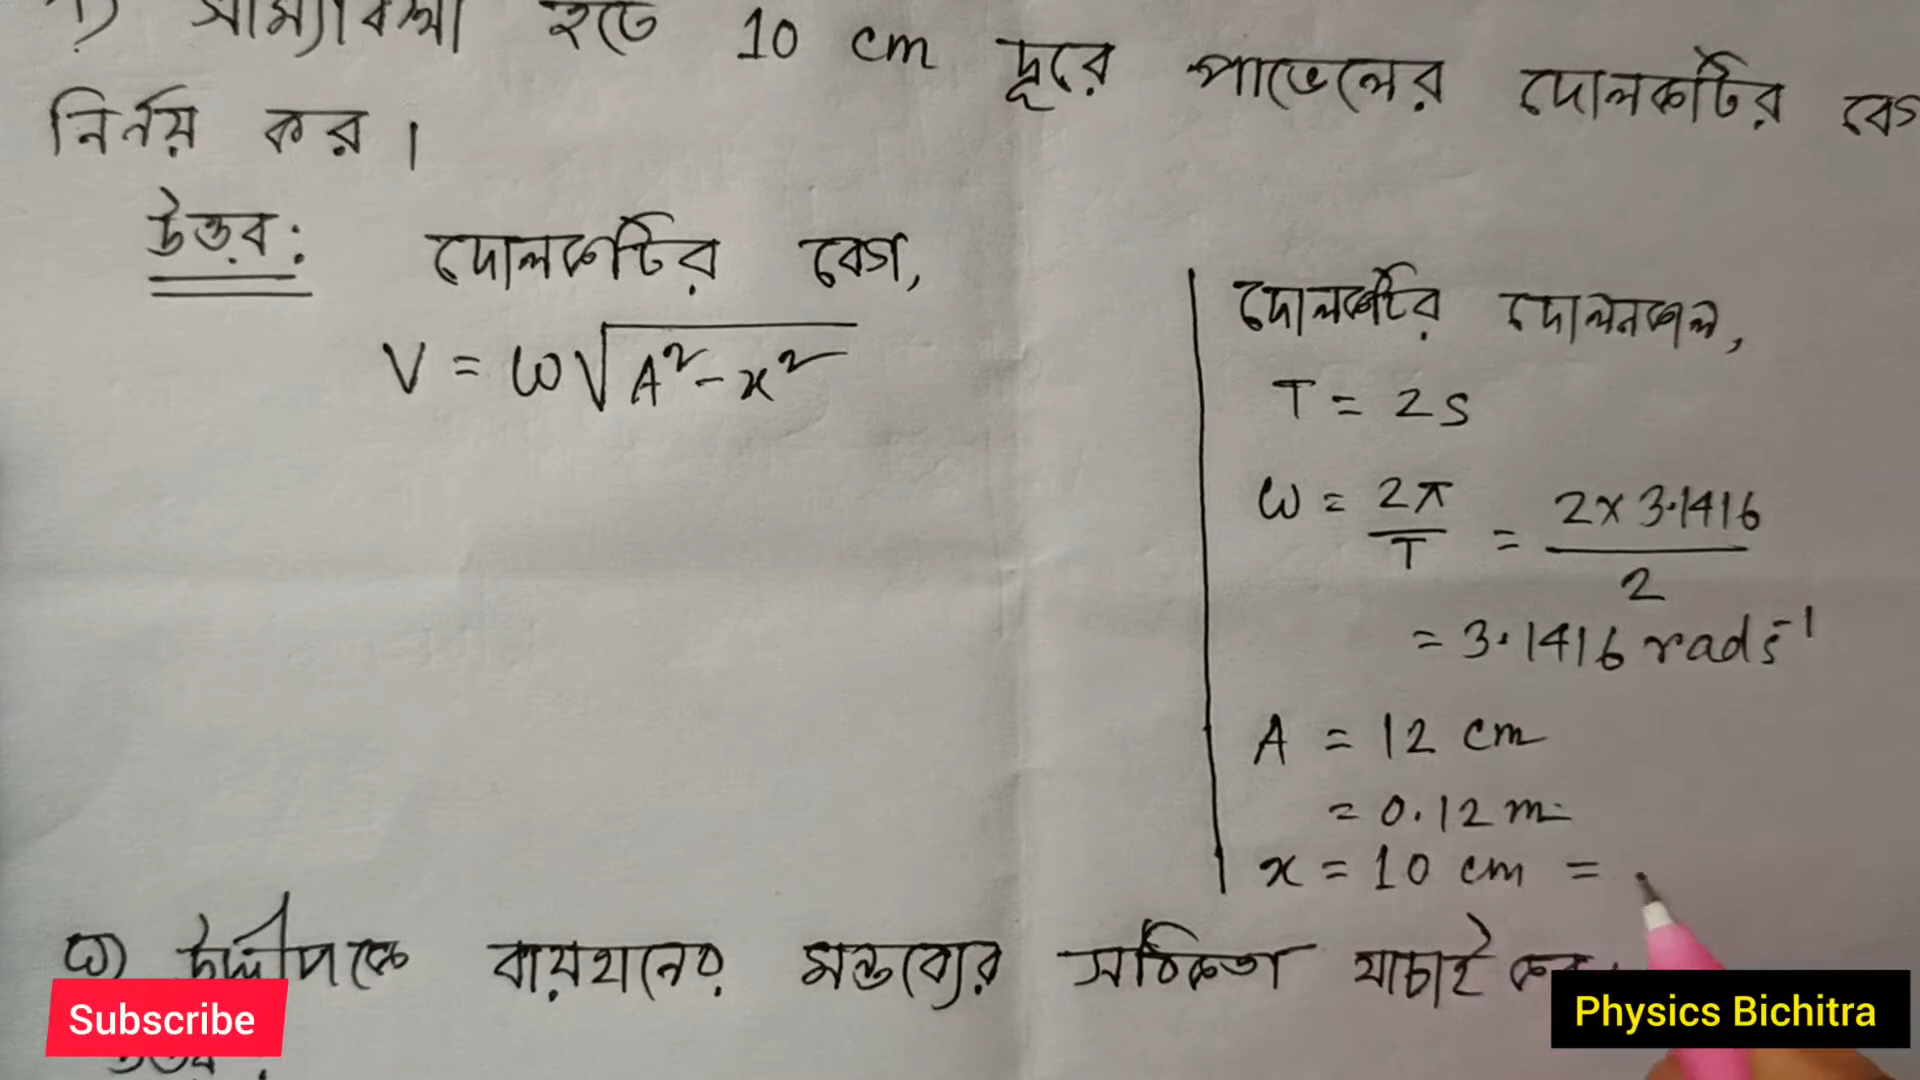 সাম্যাবস্থা হতে 10 cm দূরে পাভেলের দোলকটির বেগ
নির্নয় কর।
উত্তর: দোলকটির বেগ,
V = ω√A²-x²
দোলকটির দোলনকাল,
T = 2s
ω = 2π/T = 2×3.1416/2
= 3.1416 rads⁻¹
A = 12 cm
= 0.12 m
x = 10 cm =
ঘ) উদ্দীপকে রায়হানের মন্তব্যের সঠিকতা যাচাই কর।
Subscribe
Physics Bichitra